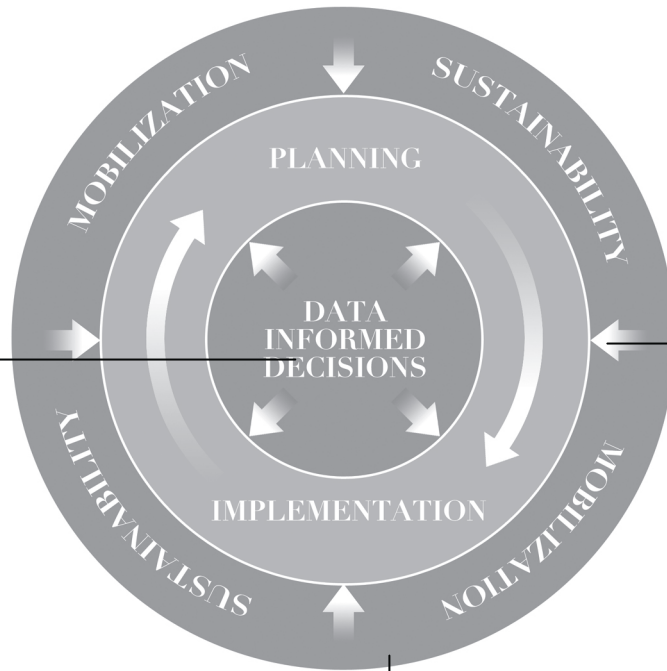 MOBILIZATION
SUSTAINABILITY
PLANNING
DATA
INFORMED
DECISIONS
IMPLEMENTATION
SUSTAINABILITY
MOBILIZATION